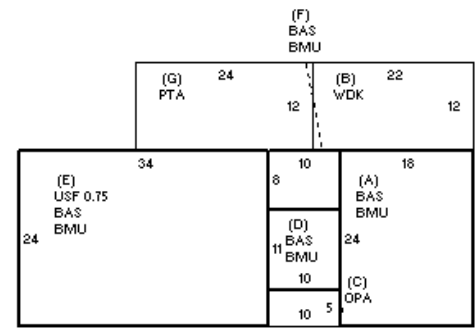 (F)
BAS
BMU
(G) 24
PTA
12
(B) 22
WDK
12
34
(E)
USF 0.75
BAS
BMU
24
10
8
(D)
BAS
11 BMU
10
10 5
18
(A)
BAS
BMU
24
(C)
OPA